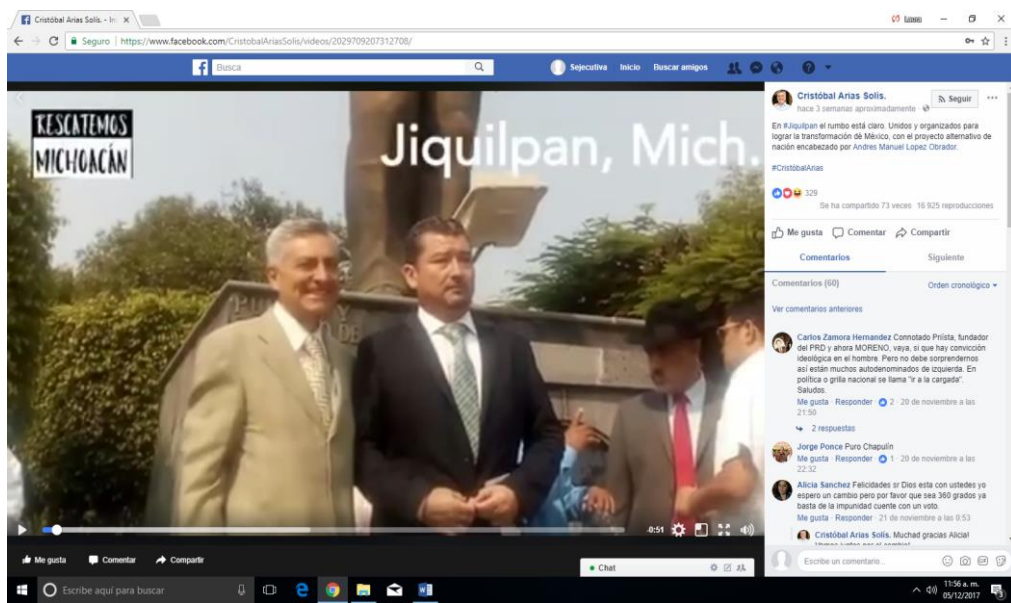 Cristóbal Arias Solís. - In
Seguro | https://www.facebook.com/CristobalAriasSolis/videos/2029709207312708/
Busca
Sejecutiva Inicio Buscar amigos
RESCATEMOS
MICHOACÁN
Jiquilpan, Mich.
Cristóbal Arias Solís.
hace 3 semanas aproximadamente
Seguir
En #Jiquilpan el rumbo está claro. Unidos y organizados para
lograr la transformación de México, con el proyecto alternativo de
nación encabezado por Andres Manuel Lopez Obrador.
#CristóbalArias
329
Se ha compartido 73 veces 16 925 reproducciones
Me gusta Comentar Compartir
Comentarios Siguiente
Comentarios (60) Orden cronológico
Ver comentarios anteriores
Carlos Zamora Hernandez Connotado Priísta, fundador
del PRD y ahora MORENO, vaya, si que hay convicción
ideológica en el hombre. Pero no debe sorprendernos
así están muchos autodenominados de izquierda. En
política o grilla nacional se llama "ir a la cargada".
Saludos.
Me gusta · Responder · 2 · 20 de noviembre a las
21:50
2 respuestas
Jorge Ponce Puro Chapulín
Me gusta · Responder · 1 · 20 de noviembre a las
22:32
Alicia Sanchez Felicidades sr Dios esta con ustedes yo
espero un cambio pero por favor que sea 360 grados ya
basta de la impunidad cuente con un voto.
Me gusta · Responder · 21 de noviembre a las 0:53
Cristóbal Arias Solís. Muchad gracias Alicia!
Escribe un comentario...
-0:51
Me gusta Comentar Compartir
Chat
Escribe aquí para buscar
11:56 a. m.
05/12/2017